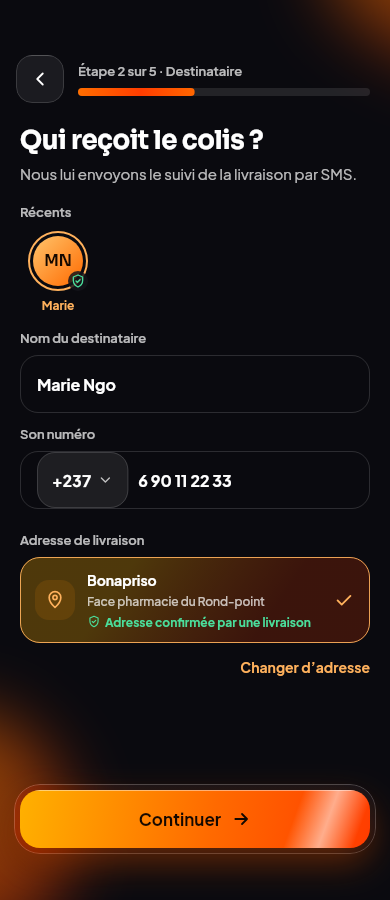 Étape 2 sur 5 · Destinataire
Qui reçoit le colis ?
Nous lui envoyons le suivi de la livraison par SMS.
Récents
MN
Marie
Nom du destinataire
Marie Ngo
Son numéro
+237 6 90 11 22 33
Adresse de livraison
Bonapriso
Face pharmacie du Rond-point
Adresse confirmée par une livraison
Changer d’adresse
Continuer →